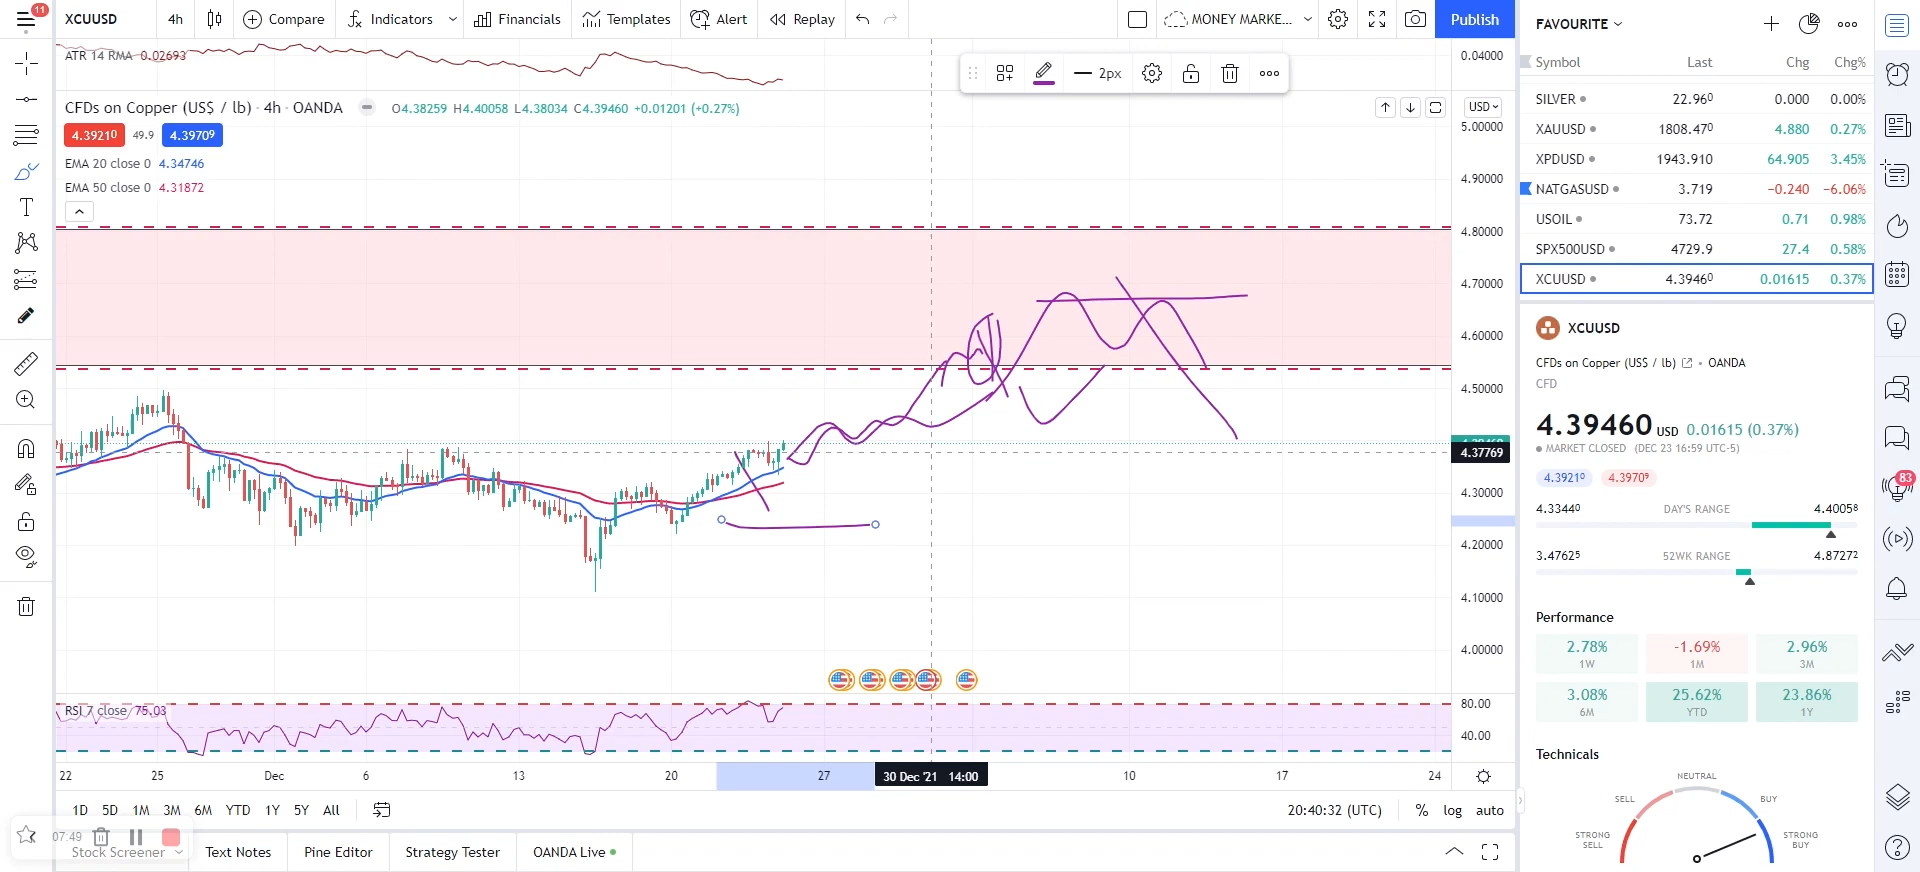 11
XCUUSD 4h Compare Indicators Financials Templates Alert Replay MONEY MARKE... Publish
ATR 14 RMA 0.02693
0.04000
2px
CFDs on Copper (US$ / lb) - 4h - OANDA O4.38259 H4.40058 L4.38034 C4.39460 +0.01201 (+0.27%)
USD
4.39210 49.9 4.39709
EMA 20 close 0 4.34746
EMA 50 close 0 4.31872
5.00000
4.90000
4.80000
4.70000
4.60000
4.50000
4.37769
4.30000
4.20000
4.10000
4.00000
RSI 7 close 75.03
80.00
40.00
22 25 Dec 6 13 20 27 30 Dec '21 14:00 10 17 24
1D 5D 1M 3M 6M YTD 1Y 5Y All
20:40:32 (UTC) % log auto
07:49
Stock Screener Text Notes Pine Editor Strategy Tester OANDA Live
FAVOURITE
Symbol Last Chg Chg%
SILVER 22.960 0.000 0.00%
XAUUSD 1808.470 4.880 0.27%
XPDUSD 1943.910 64.905 3.45%
NATGASUSD 3.719 −0.240 −6.06%
USOIL 73.72 0.71 0.98%
SPX500USD 4729.9 27.4 0.58%
XCUUSD 4.39460 0.01615 0.37%
XCUUSD
CFDs on Copper (US$ / lb) • OANDA
CFD
4.39460 USD 0.01615 (0.37%)
MARKET CLOSED (DEC 23 16:59 UTC-5)
4.39210 4.39709
4.33440 DAY'S RANGE 4.40058
3.47625 52WK RANGE 4.87272
Performance
2.78% -1.69% 2.96%
1W 1M 3M
3.08% 25.62% 23.86%
6M YTD 1Y
Technicals
NEUTRAL
SELL BUY
STRONG SELL STRONG BUY
83